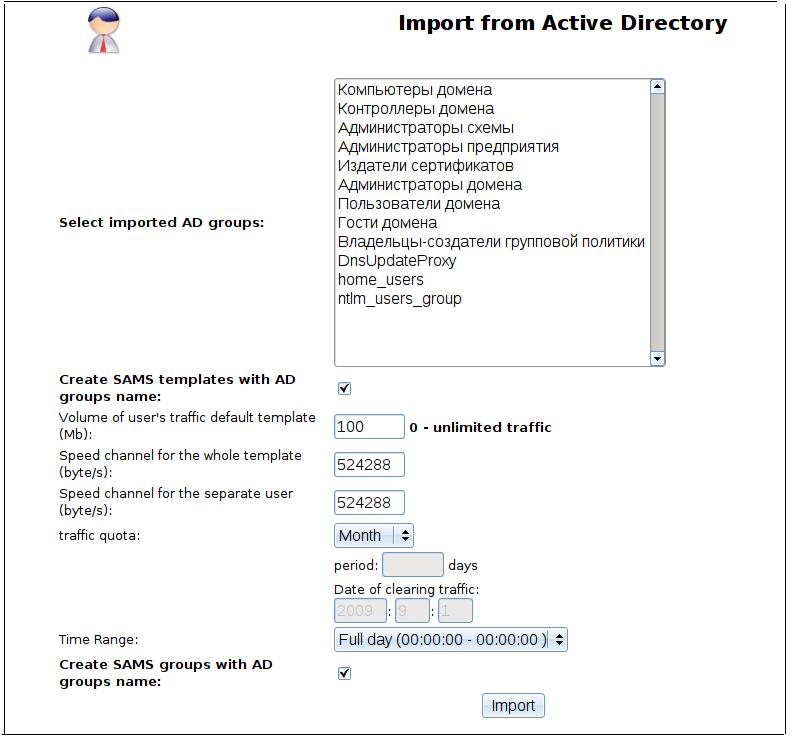 Import from Active Directory
Select imported AD groups:
Компьютеры домена
Контроллеры домена
Администраторы схемы
Администраторы предприятия
Издатели сертификатов
Администраторы домена
Пользователи домена
Гости домена
Владельцы-создатели групповой политики
DnsUpdateProxy
home_users
ntlm_users_group
Create SAMS templates with AD
groups name:
Volume of user's traffic default template
(Mb):
100 0 - unlimited traffic
Speed channel for the whole template
(byte/s):
524288
Speed channel for the separate user
(byte/s):
524288
traffic quota:
Month
period: days
Date of clearing traffic:
2009 : 9 : 1
Time Range:
Full day (00:00:00 - 00:00:00 )
Create SAMS groups with AD
groups name:
Import